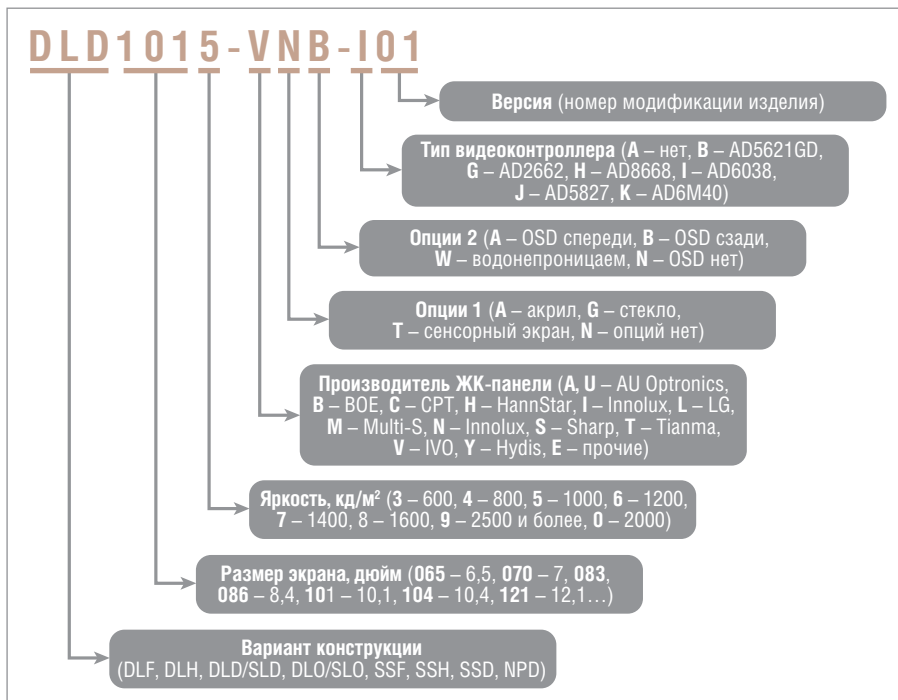 DLD1015-VNB-I01
Версия (номер модификации изделия)
Тип видеоконтроллера (A – нет, B – AD5621GD,
G – AD2662, H – AD8668, I – AD6038,
J – AD5827, K – AD6M40)
Опции 2 (A – OSD спереди, B – OSD сзади,
W – водонепроницаем, N – OSD нет)
Опции 1 (A – акрил, G – стекло,
T – сенсорный экран, N – опций нет)
Производитель ЖК-панели (A, U – AU Optronics,
B – BOE, C – CPT, H – HannStar, I – Innolux, L – LG,
M – Multi-S, N – Innolux, S – Sharp, T – Tianma,
V – IVO, Y – Hydis, E – прочие)
Яркость, кд/м² (3 – 600, 4 – 800, 5 – 1000, 6 – 1200,
7 – 1400, 8 – 1600, 9 – 2500 и более, 0 – 2000)
Размер экрана, дюйм (065 – 6,5, 070 – 7, 083,
086 – 8,4, 101 – 10,1, 104 – 10,4, 121 – 12,1…)
Вариант конструкции
(DLF, DLH, DLD/SLD, DLO/SLO, SSF, SSH, SSD, NPD)